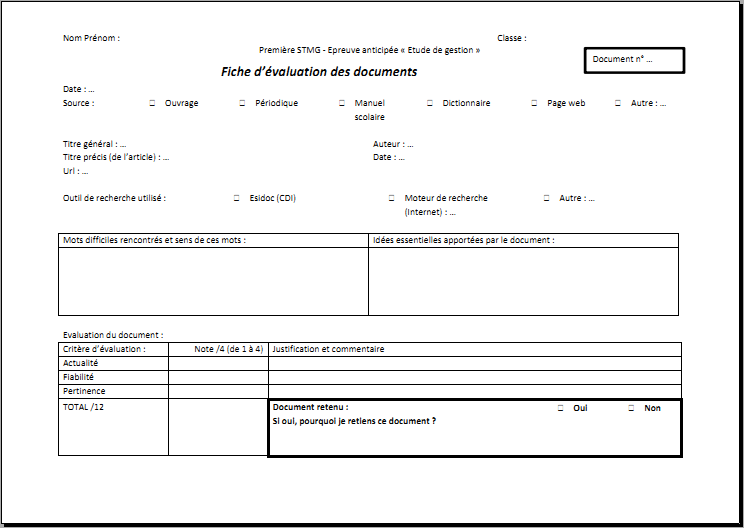 Nom Prénom : Classe :
Première STMG - Epreuve anticipée « Etude de gestion »
Document n° ...
Fiche d'évaluation des documents
Date : ...
Source : □ Ouvrage □ Périodique □ Manuel scolaire □ Dictionnaire □ Page web □ Autre : ...
Titre général : ... Auteur : ...
Titre précis (de l'article) : ... Date : ...
Url : ...
Outil de recherche utilisé : □ Esidoc (CDI) □ Moteur de recherche (Internet) : ... □ Autre : ...
Mots difficiles rencontrés et sens de ces mots : Idées essentielles apportées par le document :
Evaluation du document :
Critère d'évaluation : Note /4 (de 1 à 4) Justification et commentaire
Actualité
Fiabilité
Pertinence
TOTAL /12 Document retenu : □ Oui □ Non
Si oui, pourquoi je retiens ce document ?